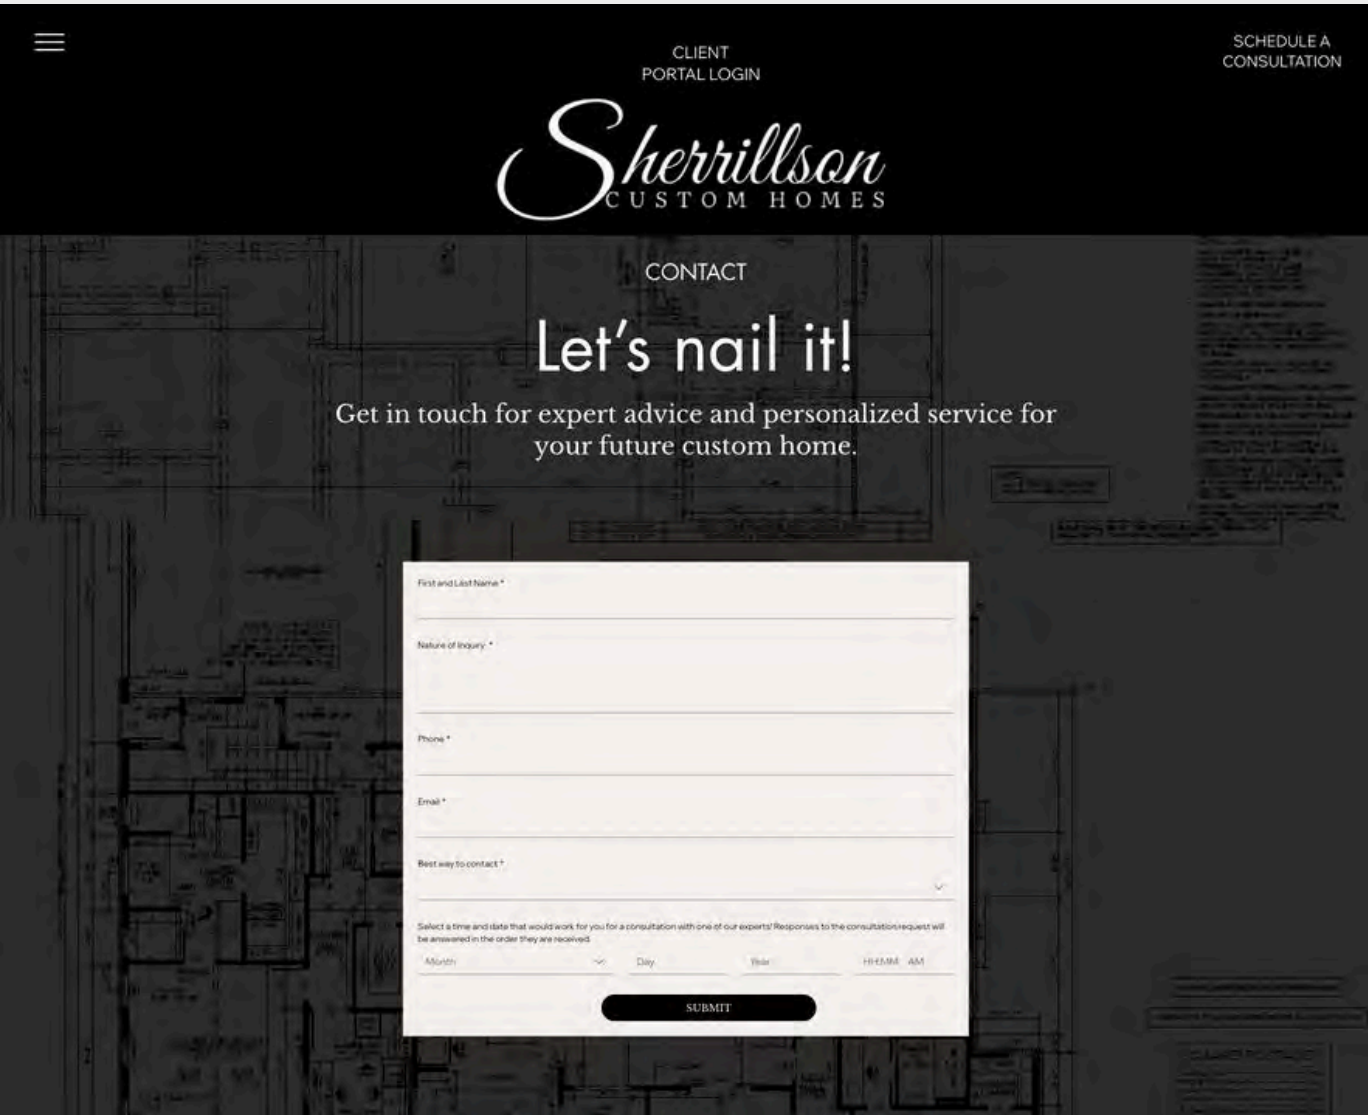 CLIENT
PORTAL LOGIN
SCHEDULE A
CONSULTATION
Sherrillson
CUSTOM HOMES
CONTACT
Let's nail it!
Get in touch for expert advice and personalized service for
your future custom home.
First and Last Name *
Nature of Inquiry *
Phone *
Email *
Best way to contact *
Select a time and date that would work for you for a consultation with one of our experts! Responses to the consultation request will
be answered in the order they are received.
Month Day Year HH:MM AM
SUBMIT